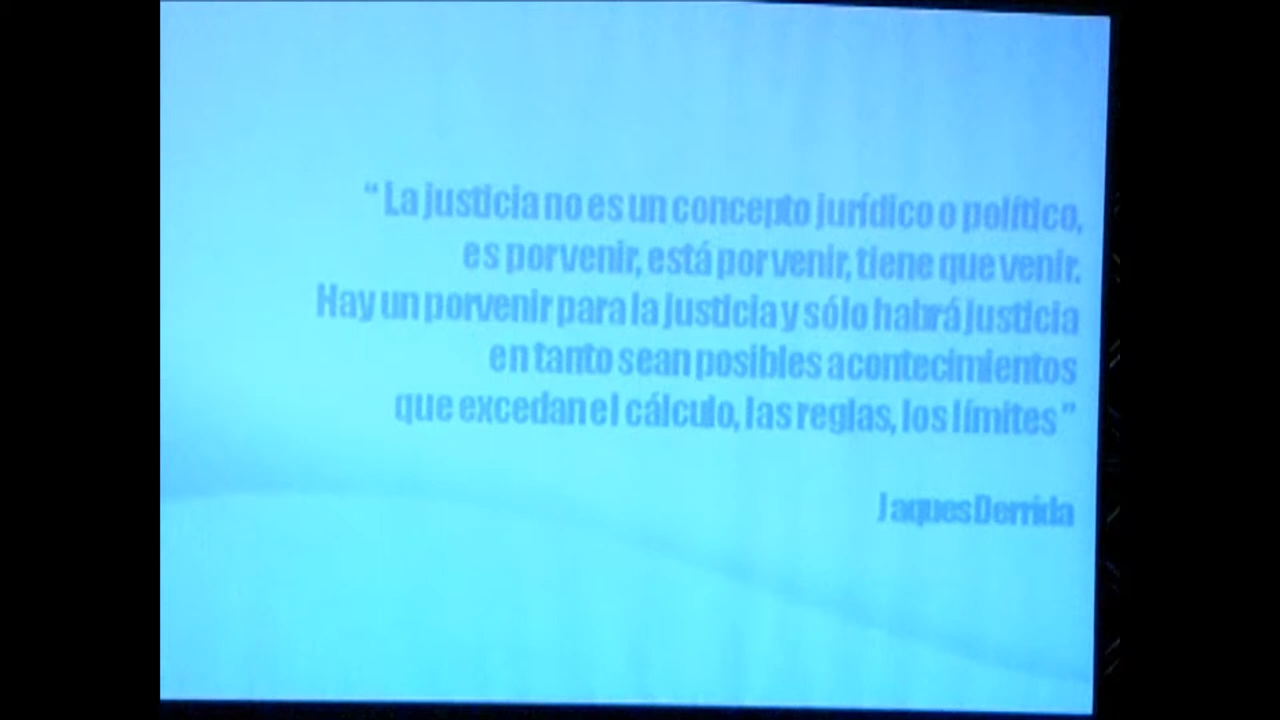 “La justicia no es un concepto jurídico o político,
es porvenir, está por venir, tiene que venir.
Hay un porvenir para la justicia y sólo habrá justicia
en tanto sean posibles acontecimientos
que excedan el cálculo, las reglas, los límites”
Jaques Derrida